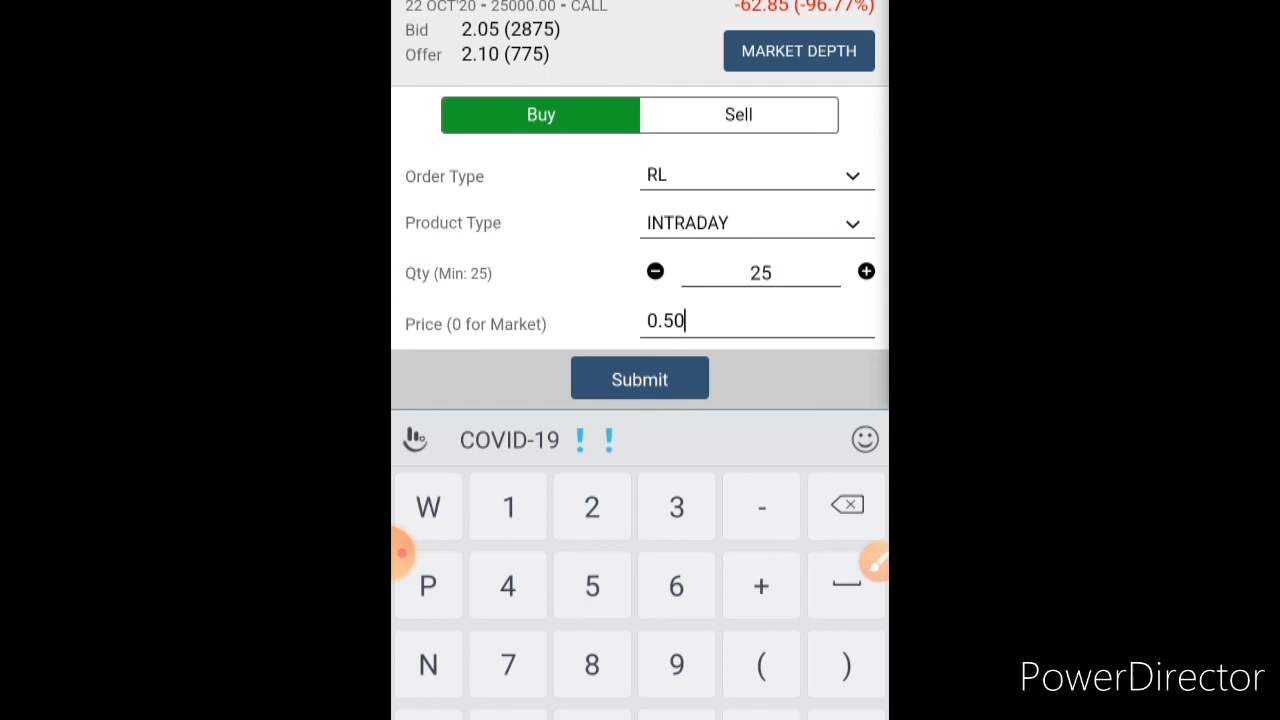 22 OCT'20 - 25000.00 - CALL -62.85 (-96.77%)
Bid 2.05 (2875)
Offer 2.10 (775)
MARKET DEPTH
Buy Sell
Order Type RL
Product Type INTRADAY
Qty (Min: 25) 25
Price (0 for Market) 0.50
Submit
COVID-19 ❗ ❗
W 1 2 3 -
P 4 5 6 +
N 7 8 9 ( )
PowerDirector